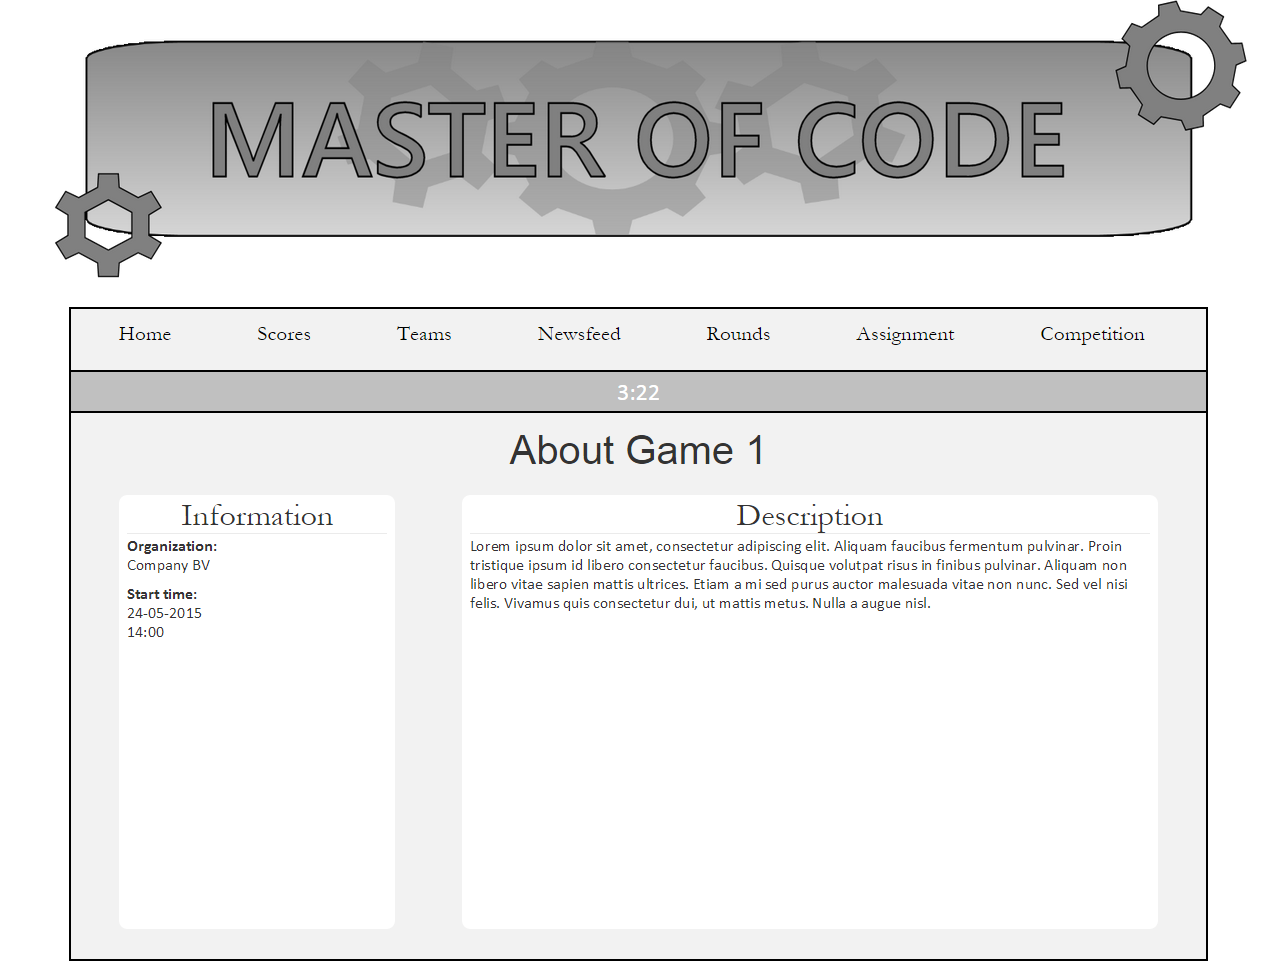 MASTER OF CODE
Home Scores Teams Newsfeed Rounds Assignment Competition
3:22
About Game 1
Information
Organization:
Company BV
Start time:
24-05-2015
14:00
Description
Lorem ipsum dolor sit amet, consectetur adipiscing elit. Aliquam faucibus fermentum pulvinar. Proin
tristique ipsum id libero consectetur faucibus. Quisque volutpat risus in finibus pulvinar. Aliquam non
libero vitae sapien mattis ultrices. Etiam a mi sed purus auctor malesuada vitae non nunc. Sed vel nisi
felis. Vivamus quis consectetur dui, ut mattis metus. Nulla a augue nisl.